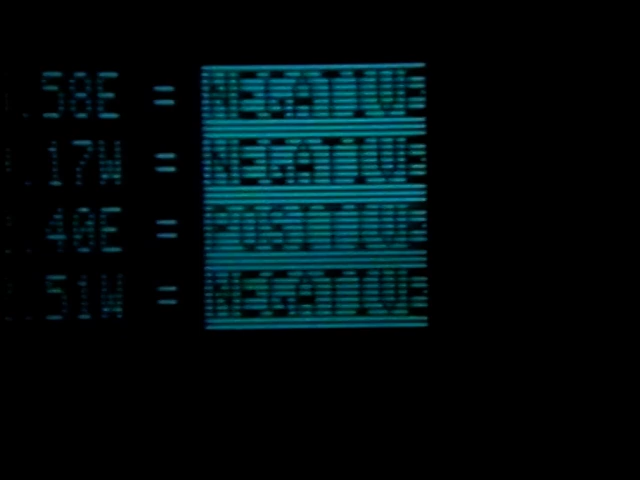 .58E = NEGATIVE
.17W = NEGATIVE
.40E = POSITIVE
.51W = NEGATIVE